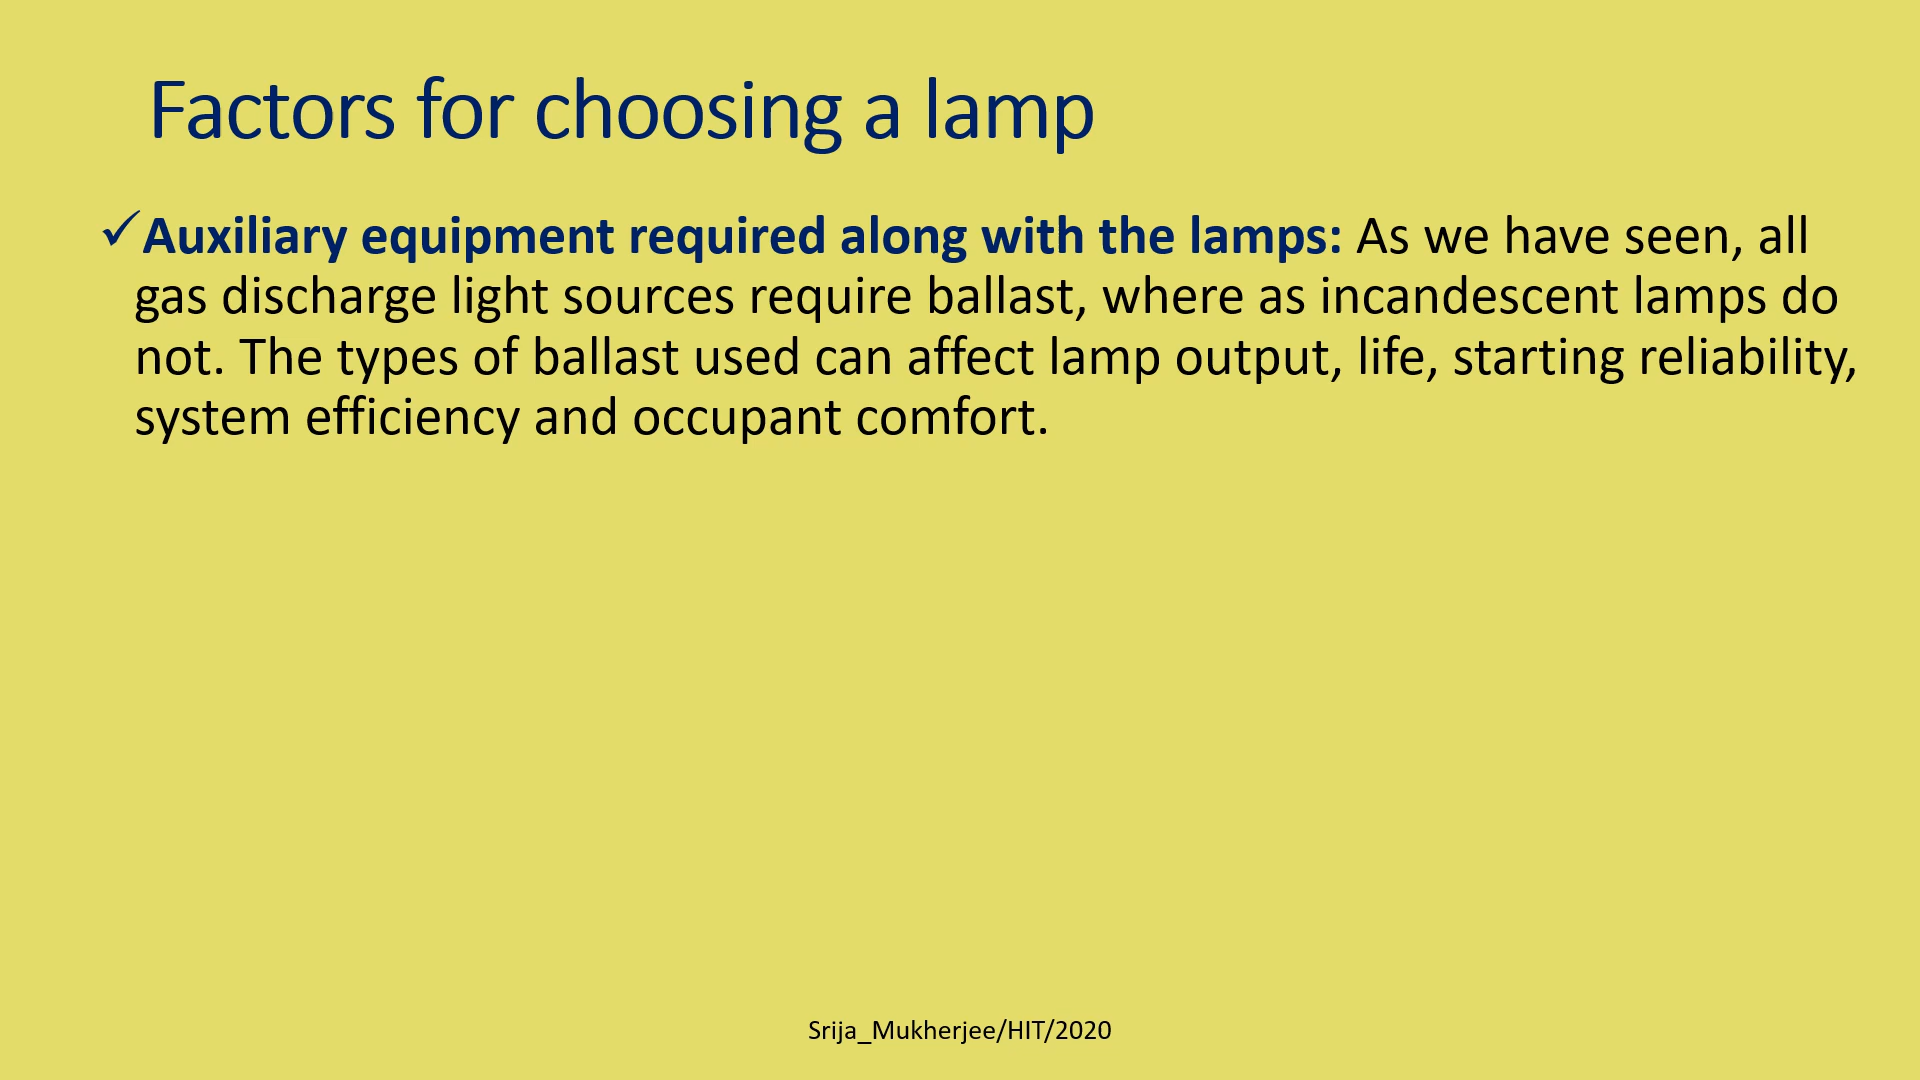 Factors for choosing a lamp
✓Auxiliary equipment required along with the lamps: As we have seen, all
gas discharge light sources require ballast, where as incandescent lamps do
not. The types of ballast used can affect lamp output, life, starting reliability,
system efficiency and occupant comfort.
Srija_Mukherjee/HIT/2020